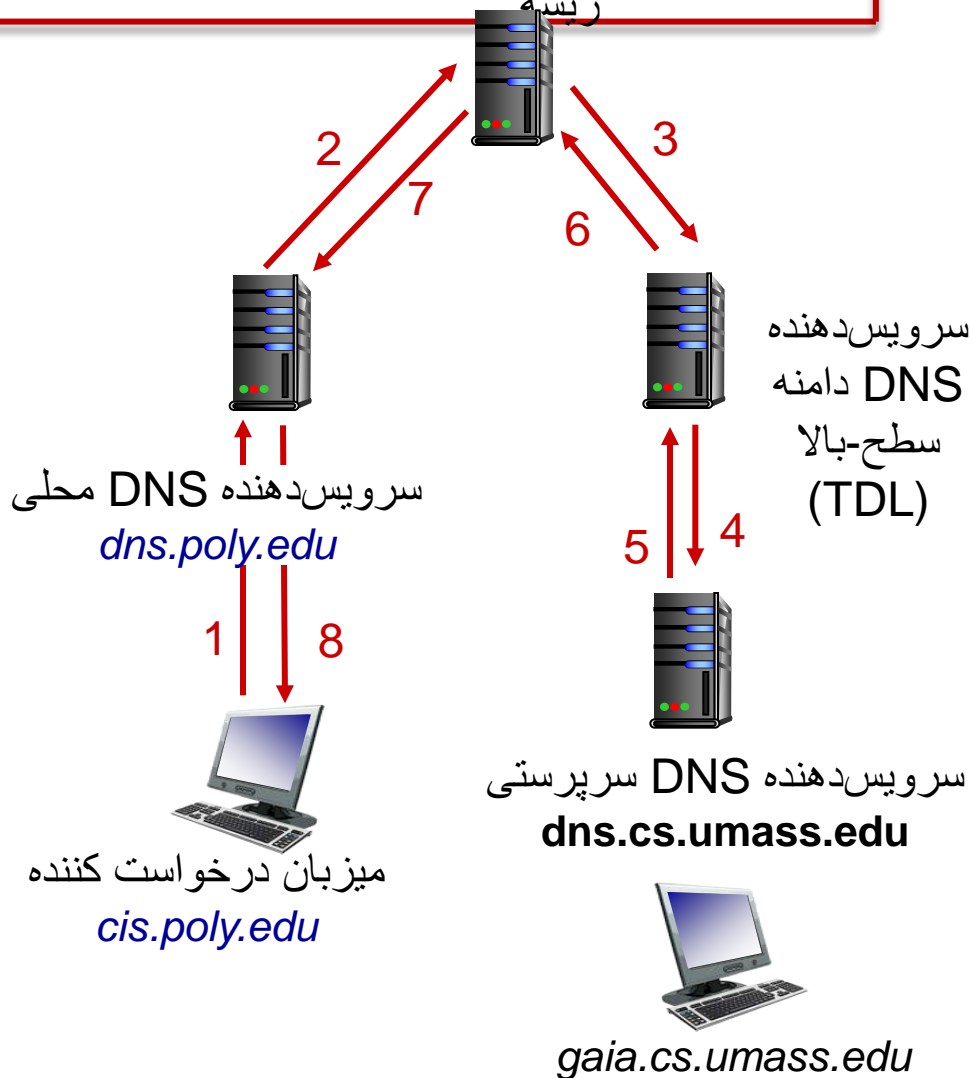 ریشه
2
7
3
6
سرویس‌دهنده
DNS دامنه
سطح-بالا
(TDL)
سرویس‌دهنده DNS محلی
dns.poly.edu
5
4
1
8
سرویس‌دهنده DNS سرپرستی
dns.cs.umass.edu
میزبان درخواست کننده
cis.poly.edu
gaia.cs.umass.edu